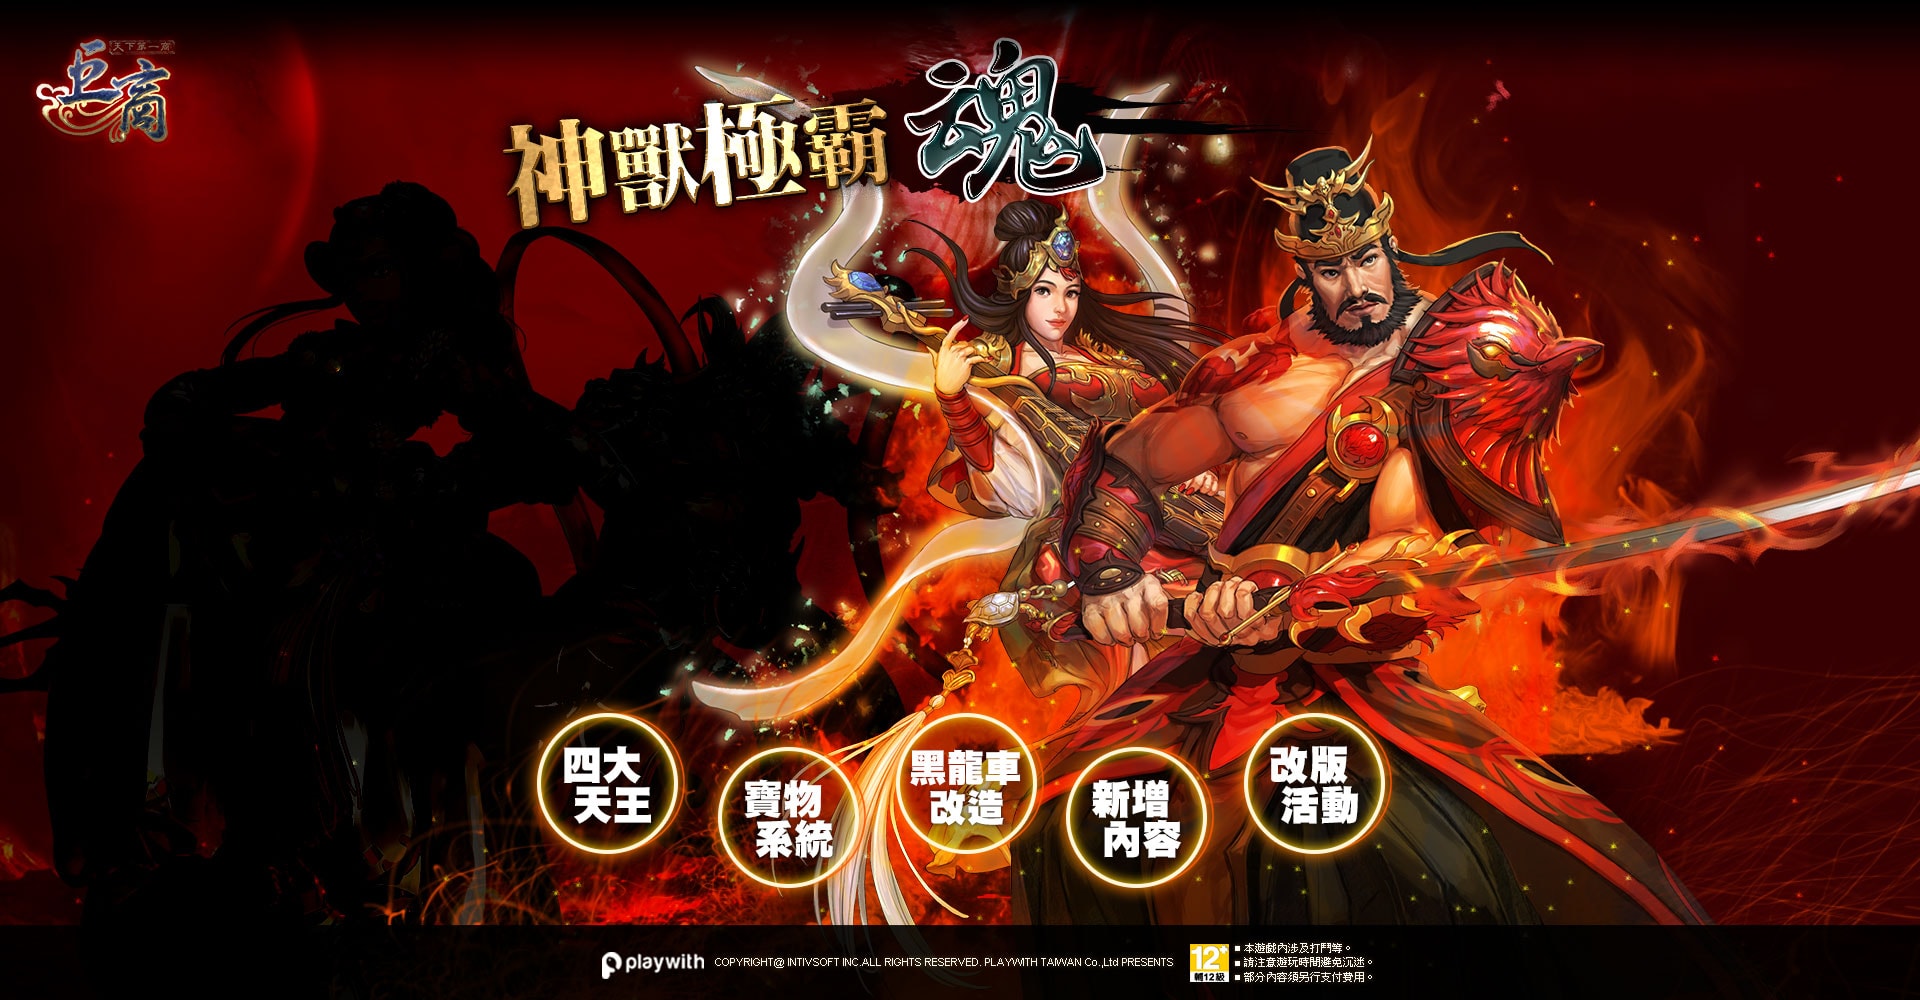 天下第一商
巨商
神獸極霸 魂
四大
天王
寶物
系統
黑龍車
改造
新增
內容
改版
活動
playwith
COPYRIGHT@ INTIVSOFT INC.ALL RIGHTS RESERVED. PLAYWITH TAIWAN Co.,Ltd PRESENTS
12+
輔12級
■ 本遊戲內涉及打鬥等。
■ 請注意遊玩時間避免沉迷。
■ 部分內容須另行支付費用。